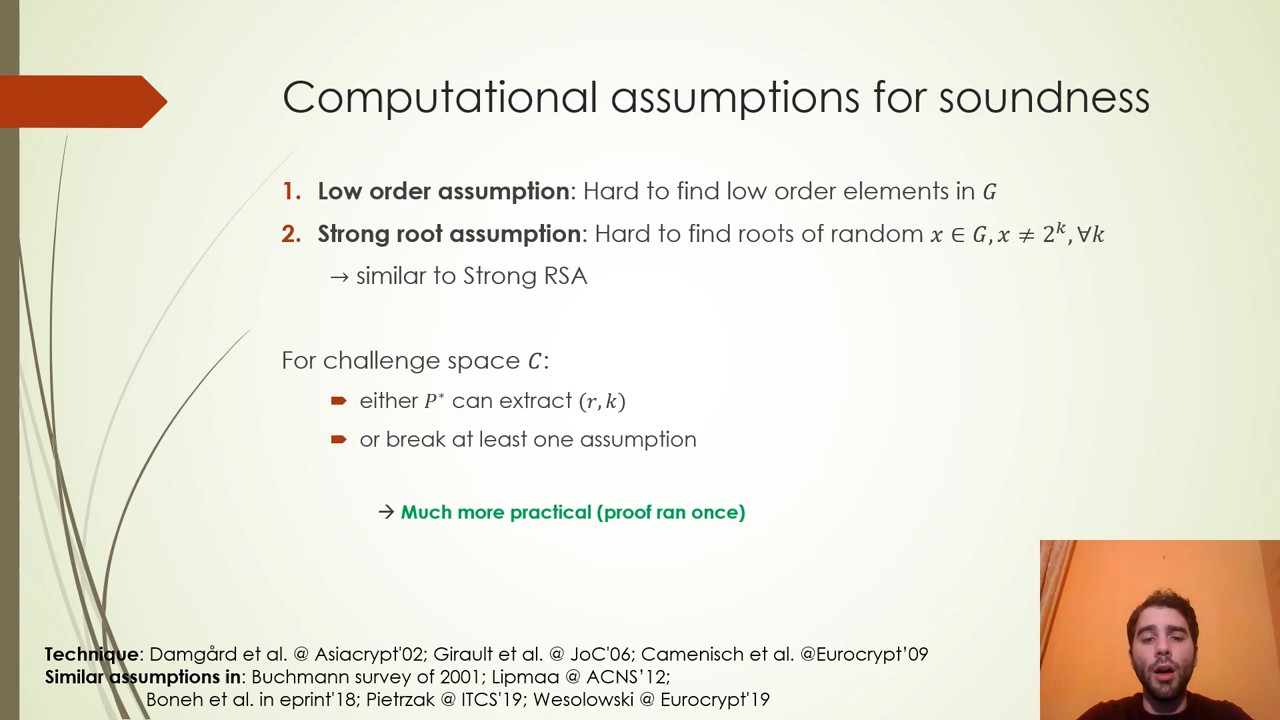 Computational assumptions for soundness
1. Low order assumption: Hard to find low order elements in G
2. Strong root assumption: Hard to find roots of random x ∈ G, x ≠ 2^k, ∀k
→ similar to Strong RSA
For challenge space C:
either P* can extract (r, k)
or break at least one assumption
→ Much more practical (proof ran once)
Technique: Damgård et al. @ Asiacrypt'02; Girault et al. @ JoC'06; Camenisch et al. @Eurocrypt’09
Similar assumptions in: Buchmann survey of 2001; Lipmaa @ ACNS’12;
Boneh et al. in eprint'18; Pietrzak @ ITCS'19; Wesolowski @ Eurocrypt'19